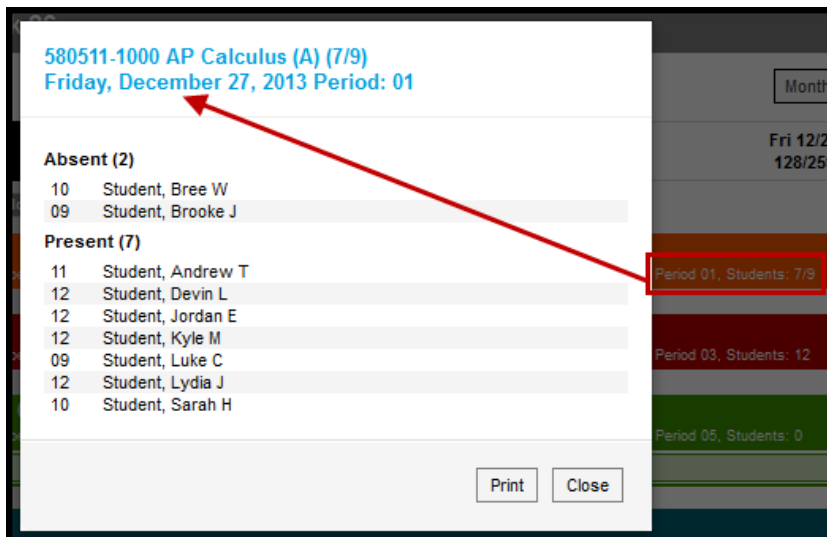 580511-1000 AP Calculus (A) (7/9)
Friday, December 27, 2013 Period: 01
Absent (2)
10 Student, Bree W
09 Student, Brooke J
Present (7)
11 Student, Andrew T
12 Student, Devin L
12 Student, Jordan E
12 Student, Kyle M
09 Student, Luke C
12 Student, Lydia J
10 Student, Sarah H
Print Close
Month
Fri 12/2
128/25
Period 01, Students: 7/9
Period 03, Students: 12
Period 05, Students: 0